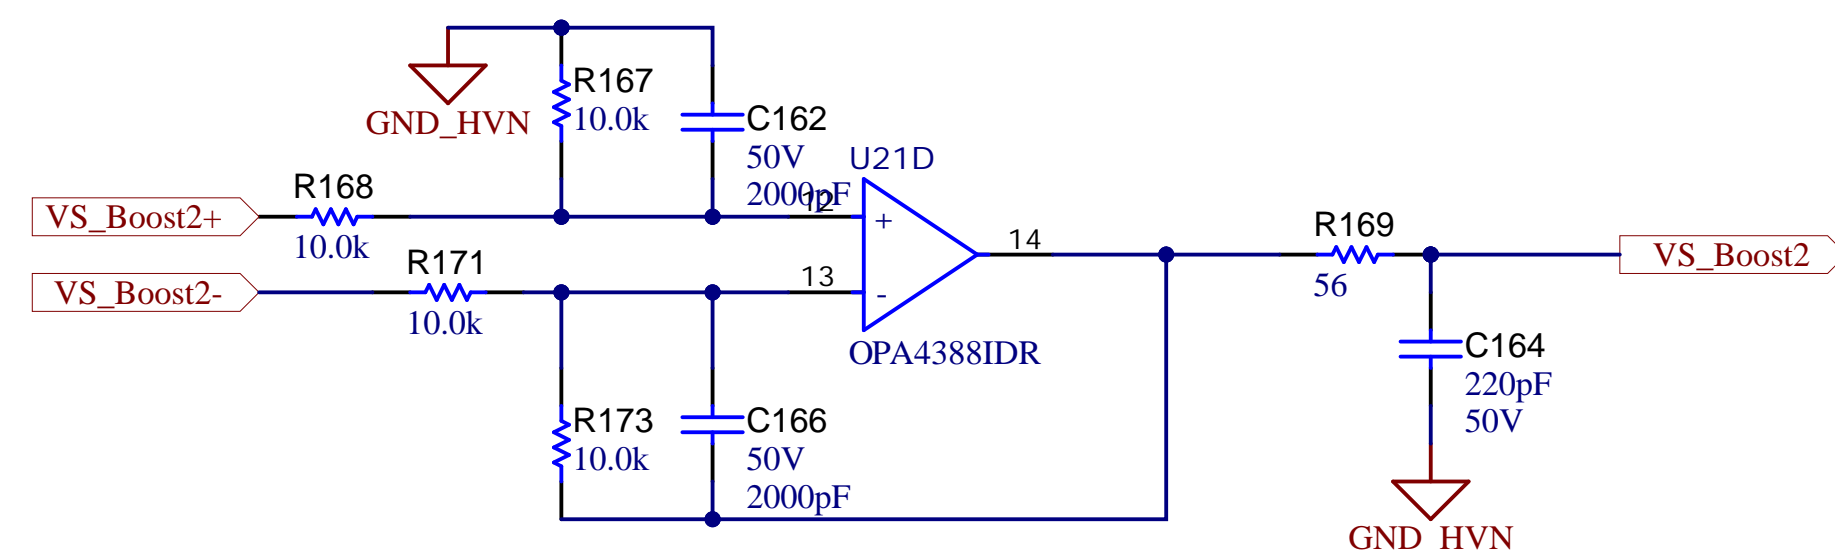 R167
10.0k
GND_HVN
C162
50V
2000pF
U21D
R168
12
VS_Boost2+
+
10.0k
R171
14
R169
VS_Boost2
13
VS_Boost2-
-
56
10.0k
OPA4388IDR
C164
220pF
50V
R173
10.0k
C166
50V
2000pF
GND_HVN